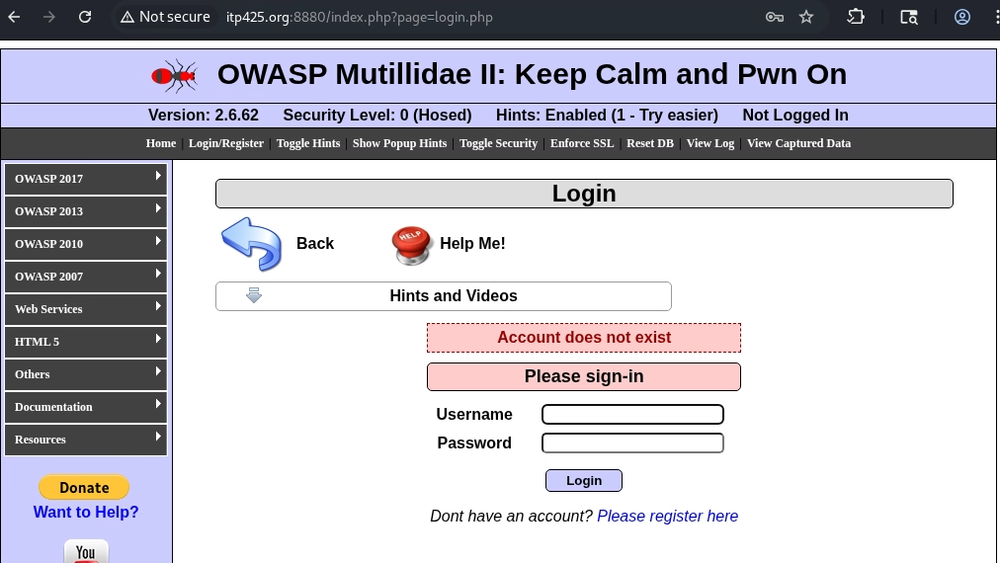 Not secure itp425.org:8880/index.php?page=login.php
OWASP Mutillidae II: Keep Calm and Pwn On
Version: 2.6.62 Security Level: 0 (Hosed) Hints: Enabled (1 - Try easier) Not Logged In
Home | Login/Register | Toggle Hints | Show Popup Hints | Toggle Security | Enforce SSL | Reset DB | View Log | View Captured Data
OWASP 2017
OWASP 2013
OWASP 2010
OWASP 2007
Web Services
HTML 5
Others
Documentation
Resources
Donate
Want to Help?
You
Login
Back
HELP
Help Me!
Hints and Videos
Account does not exist
Please sign-in
Username
Password
Login
Dont have an account? Please register here